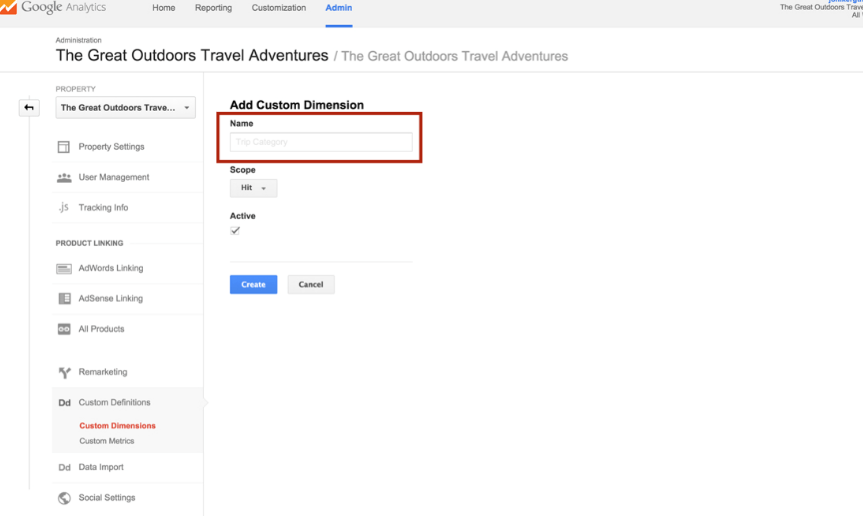 Google Analytics
Home Reporting Customization Admin
The Great Outdoors Trave
All
Administration
The Great Outdoors Travel Adventures / The Great Outdoors Travel Adventures
PROPERTY
The Great Outdoors Trave...
Property Settings
User Management
.js Tracking Info
PRODUCT LINKING
AdWords Linking
AdSense Linking
All Products
Remarketing
Dd Custom Definitions
Custom Dimensions
Custom Metrics
Dd Data Import
Social Settings
Add Custom Dimension
Name
Trip Category
Scope
Hit
Active
Create Cancel